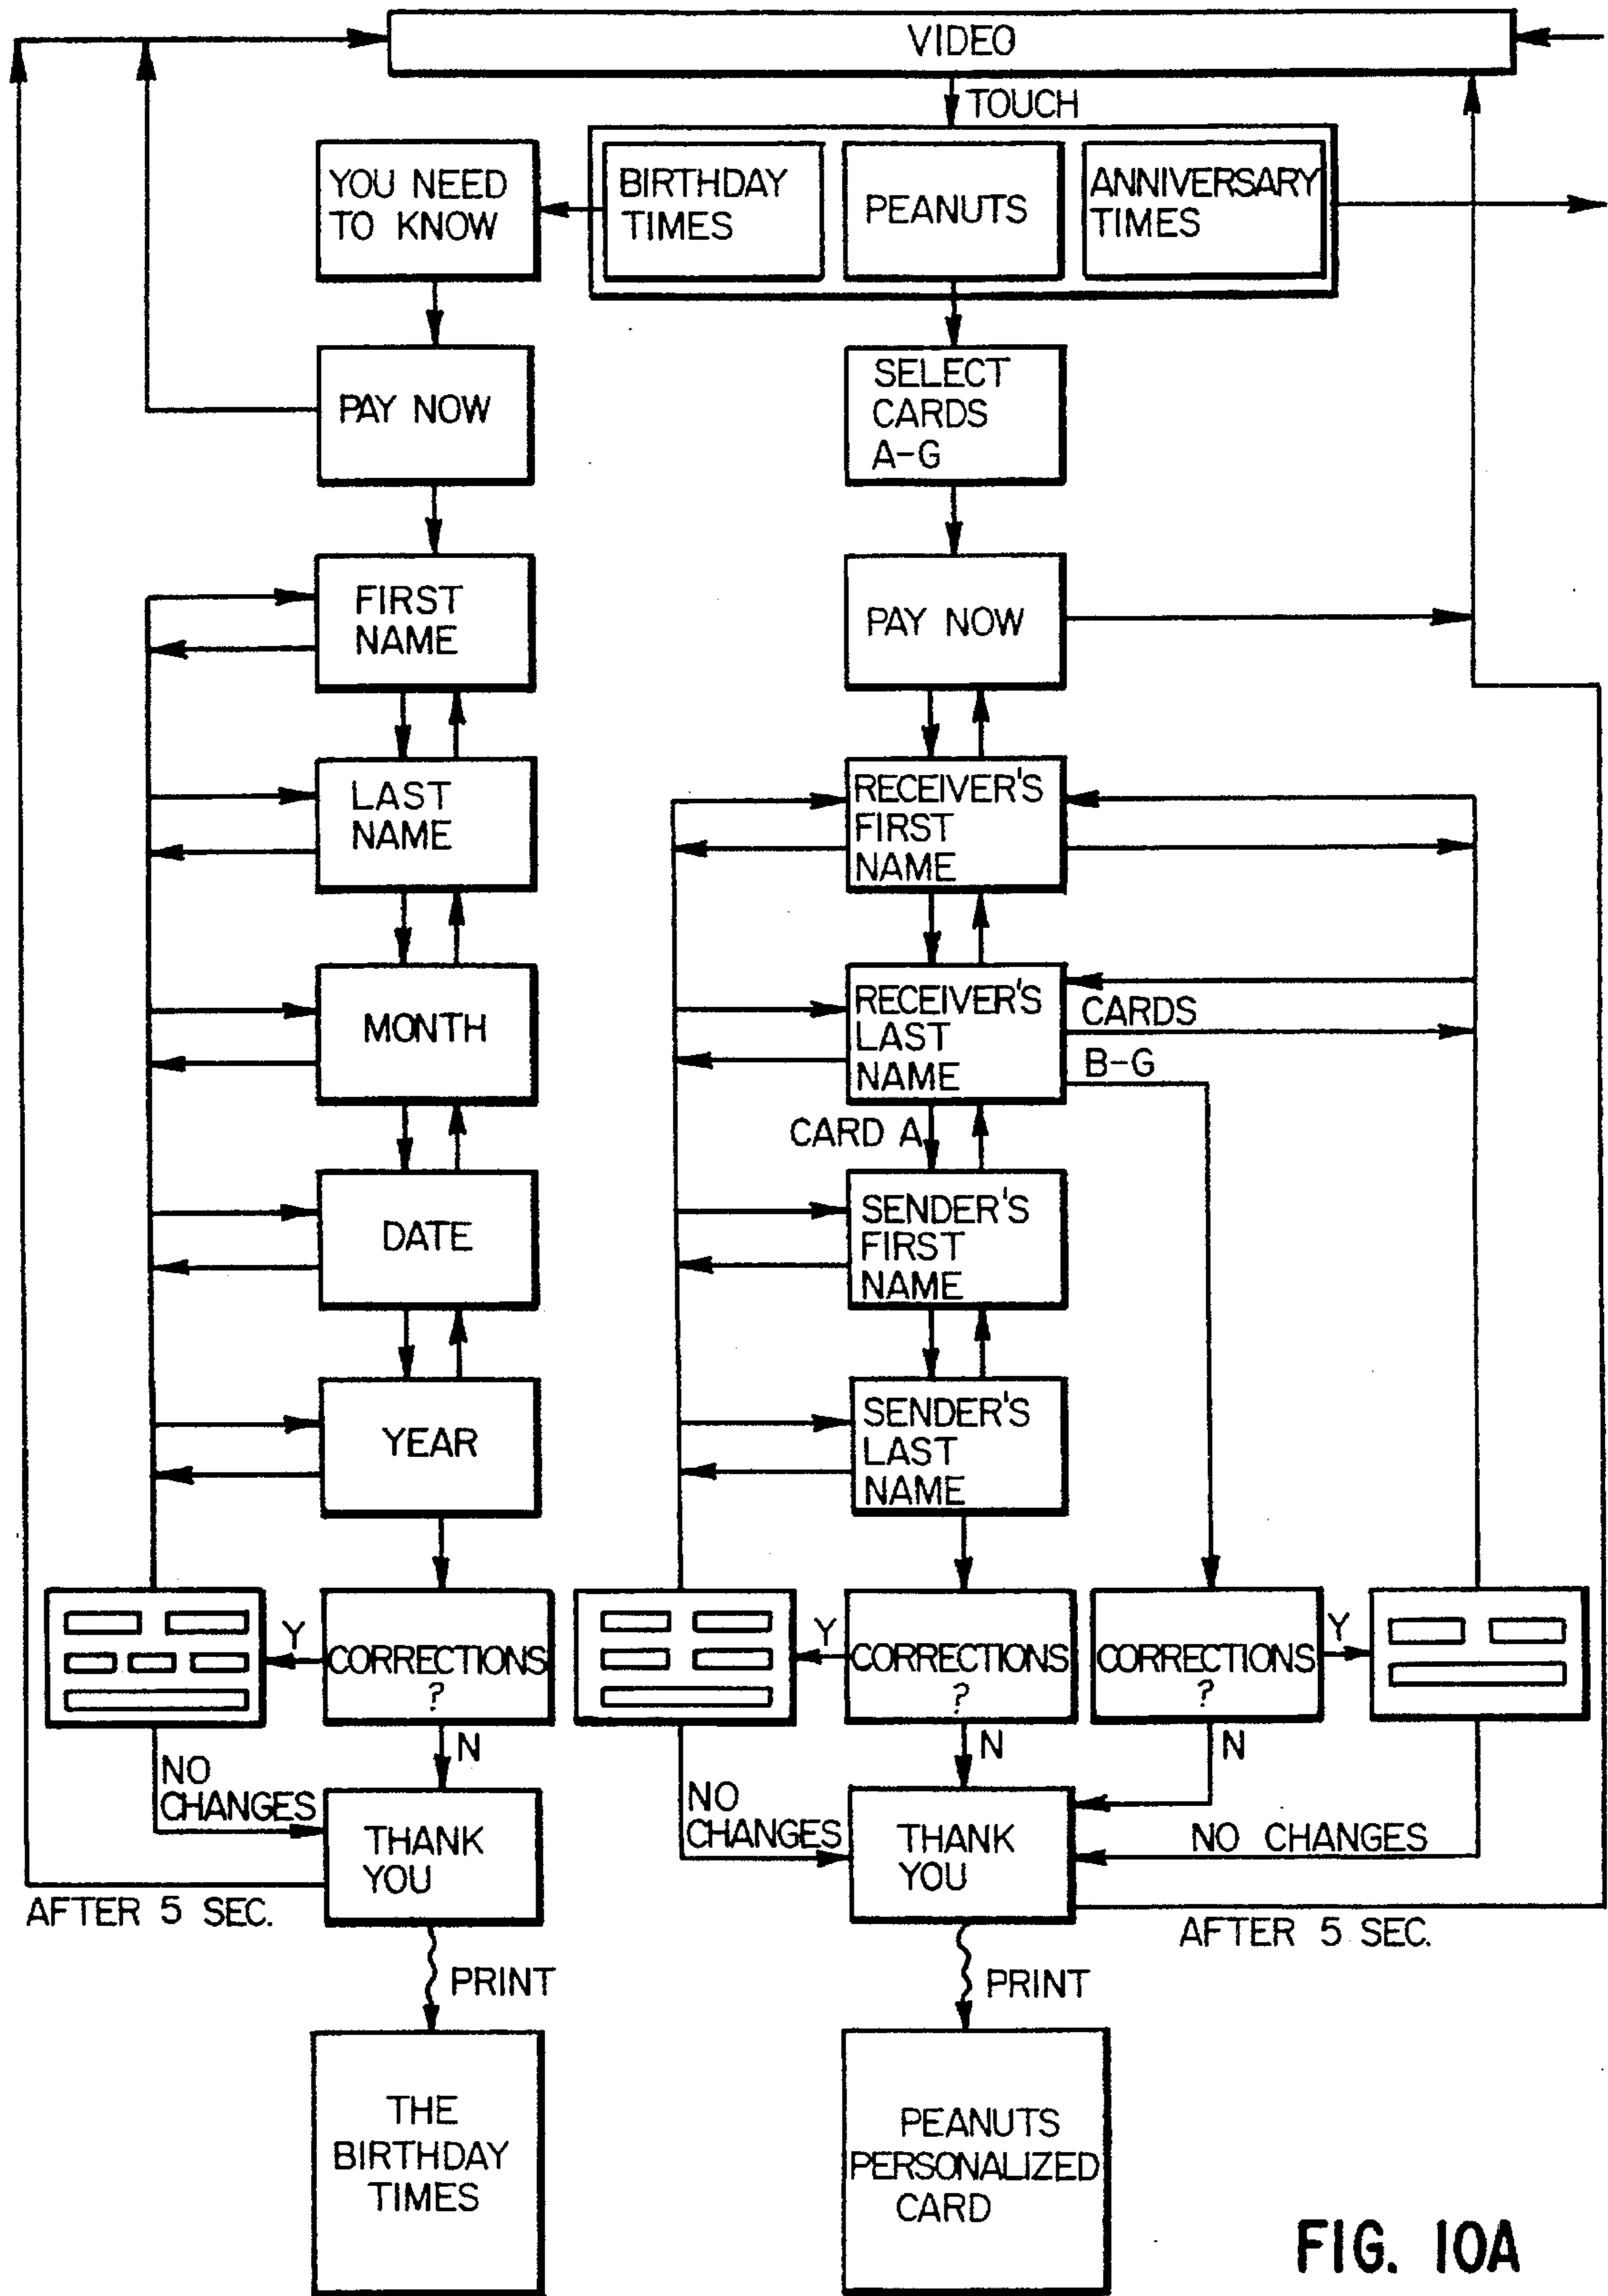 VIDEO
TOUCH
YOU NEED
TO KNOW
BIRTHDAY
TIMES
PEANUTS
ANNIVERSARY
TIMES
PAY NOW
SELECT
CARDS
A-G
FIRST
NAME
PAY NOW
LAST
NAME
RECEIVER'S
FIRST
NAME
MONTH
RECEIVER'S
LAST
NAME
CARDS
B-G
CARD A
DATE
SENDER'S
FIRST
NAME
YEAR
SENDER'S
LAST
NAME
Y
CORRECTIONS
?
Y
CORRECTIONS
?
CORRECTIONS
?
Y
N
N
N
NO
CHANGES
THANK
YOU
NO
CHANGES
THANK
YOU
NO CHANGES
AFTER 5 SEC.
AFTER 5 SEC.
PRINT
PRINT
THE
BIRTHDAY
TIMES
PEANUTS
PERSONALIZED
CARD
FIG. 10A